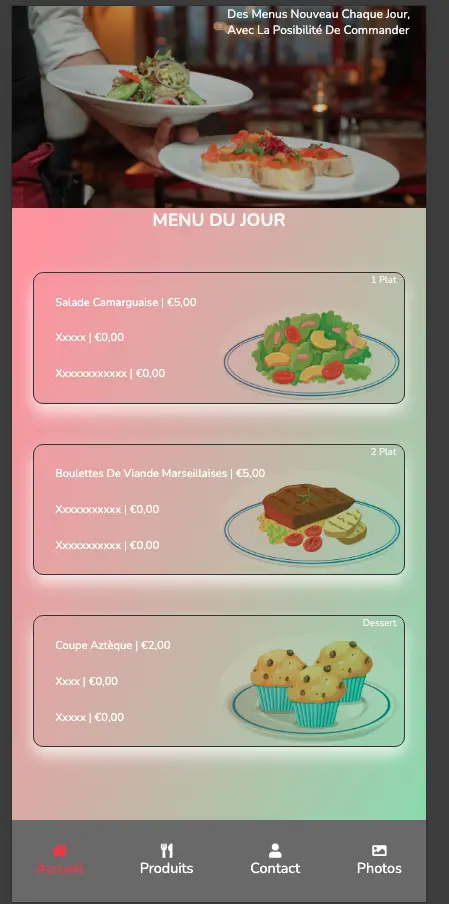 Des Menus Nouveau Chaque Jour,
Avec La Posibilité De Commander
MENU DU JOUR
1 Plat
Salade Camarguaise | €5,00
Xxxxx | €0,00
Xxxxxxxxxxx | €0,00
2 Plat
Boulettes De Viande Marseillaises | €5,00
Xxxxxxxxxx | €0,00
Xxxxxxxxxx | €0,00
Dessert
Coupe Aztèque | €2,00
Xxxx | €0,00
Xxxxx | €0,00
Accueil
Produits
Contact
Photos